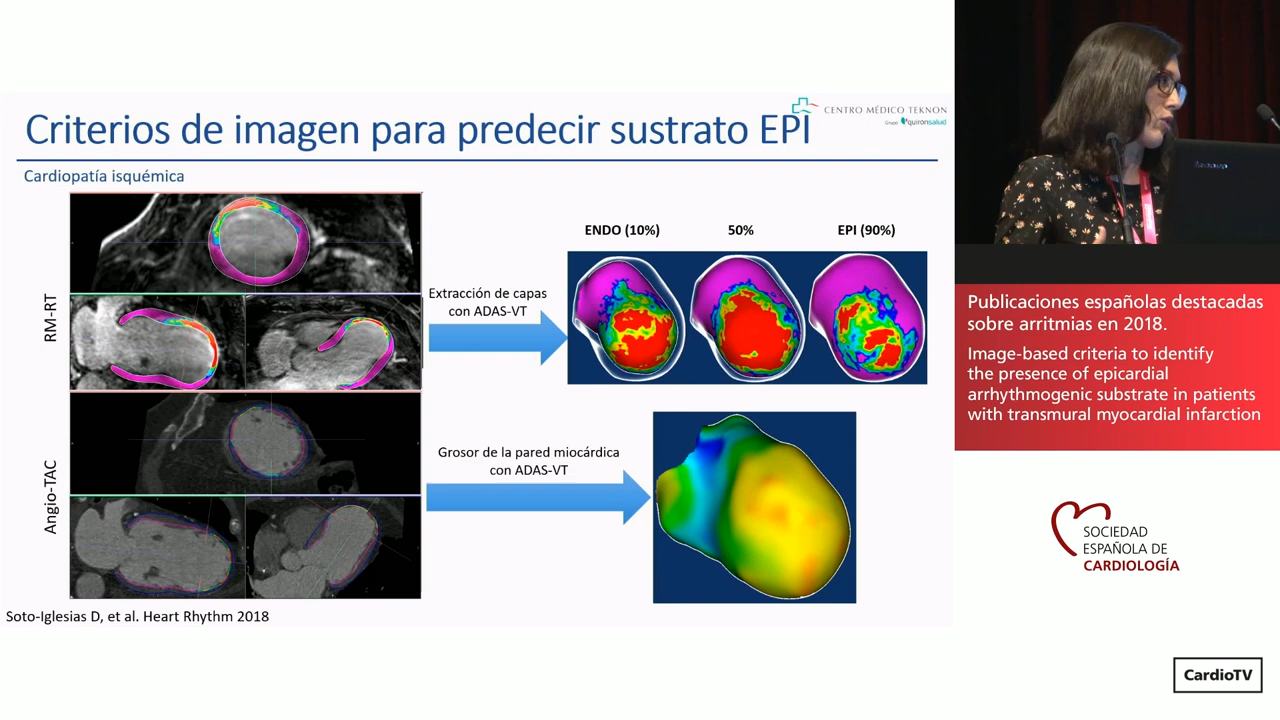 Criterios de imagen para predecir sustrato EPI
CENTRO MÉDICO TEKNON
Grupo quironsalud
Cardiopatía isquémica
RM-RT
Extracción de capas
con ADAS-VT
ENDO (10%)
50%
EPI (90%)
Angio-TAC
Grosor de la pared miocárdica
con ADAS-VT
Soto-Iglesias D, et al. Heart Rhythm 2018
lenovo
Publicaciones españolas destacadas
sobre arritmias en 2018.
Image-based criteria to identify
the presence of epicardial
arrhythmogenic substrate in patients
with transmural myocardial infarction
SOCIEDAD
ESPAÑOLA DE
CARDIOLOGÍA
CardioTV